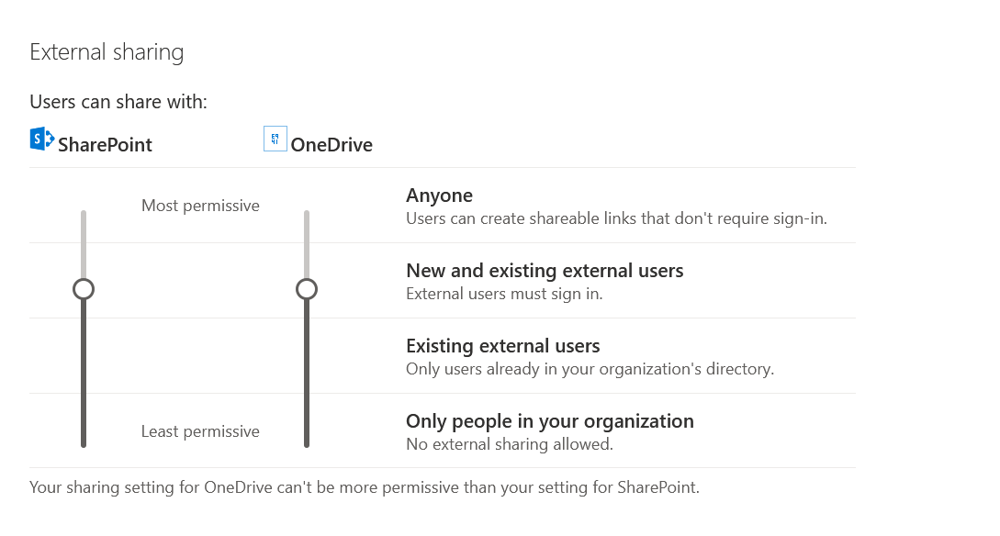 External sharing
Users can share with:
S SharePoint
E9
41 OneDrive
Most permissive
Anyone
Users can create shareable links that don't require sign-in.
New and existing external users
External users must sign in.
Existing external users
Only users already in your organization's directory.
Least permissive
Only people in your organization
No external sharing allowed.
Your sharing setting for OneDrive can't be more permissive than your setting for SharePoint.